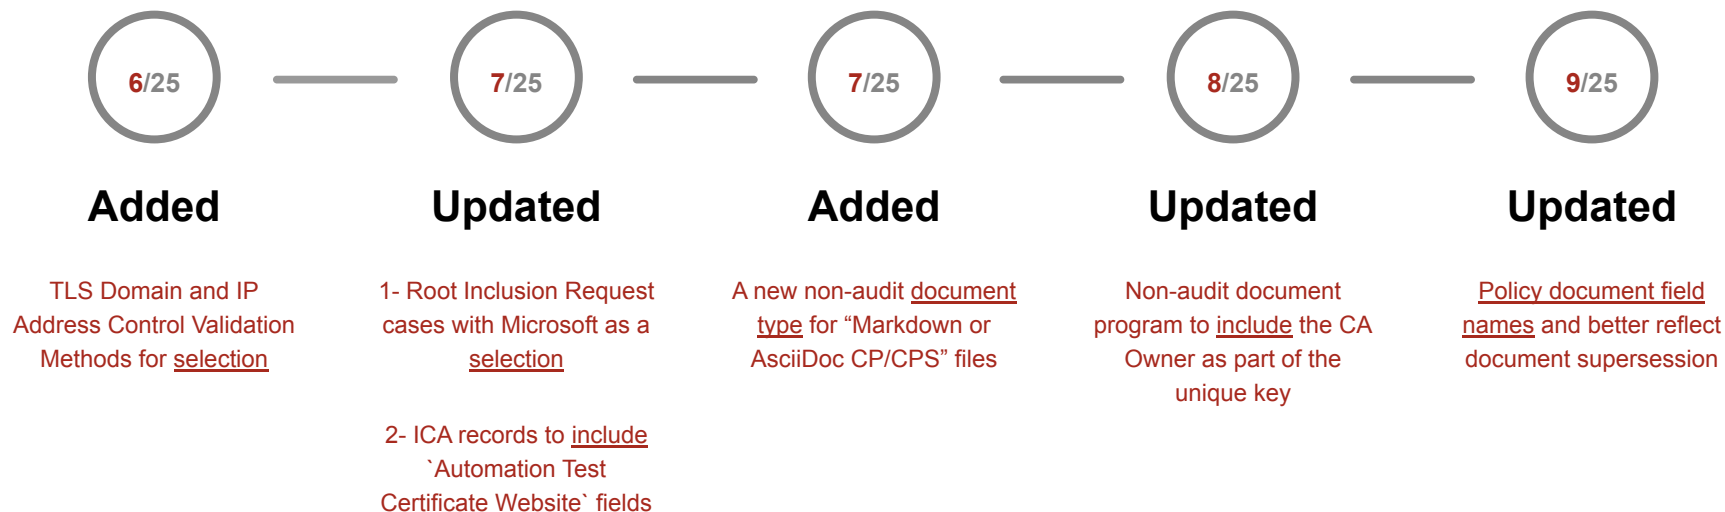 6/25
Added
TLS Domain and IP
Address Control Validation
Methods for selection
7/25
Updated
1- Root Inclusion Request
cases with Microsoft as a
selection
2- ICA records to include
`Automation Test
Certificate Website` fields
7/25
Added
A new non-audit document
type for “Markdown or
AsciiDoc CP/CPS” files
8/25
Updated
Non-audit document
program to include the CA
Owner as part of the
unique key
9/25
Updated
Policy document field
names and better reflect
document supersession